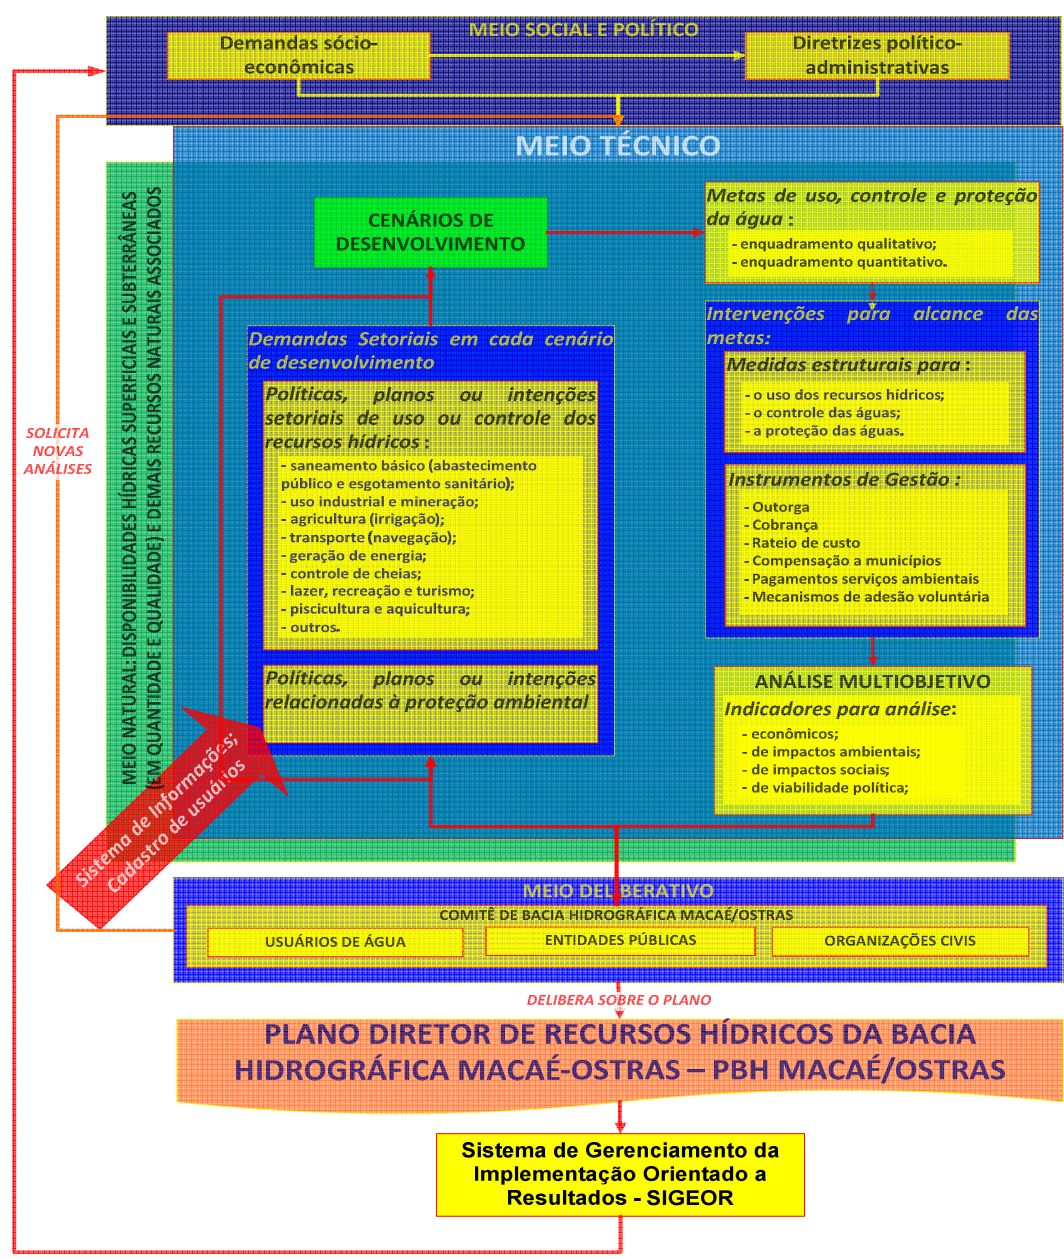 MEIO SOCIAL E POLÍTICO
Demandas sócio-
econômicas
Diretrizes político-
administrativas
MEIO TÉCNICO
MEIO NATURAL: DISPONIBILIDADES HÍDRICAS SUPERFICIAIS E SUBTERRÂNEAS
(EM QUANTIDADE E QUALIDADE) E DEMAIS RECURSOS NATURAIS ASSOCIADOS
CENÁRIOS DE
DESENVOLVIMENTO
Metas de uso, controle e proteção
da água :
- enquadramento qualitativo;
- enquadramento quantitativo.
Demandas Setoriais em cada cenário
de desenvolvimento
Políticas, planos ou intenções
setoriais de uso ou controle dos
recursos hídricos :
- saneamento básico (abastecimento
público e esgotamento sanitário);
- uso industrial e mineração;
- agricultura (irrigação);
- transporte (navegação);
- geração de energia;
- controle de cheias;
- lazer, recreação e turismo;
- piscicultura e aquicultura;
- outros.
Políticas, planos ou intenções
relacionadas à proteção ambiental
Intervenções para alcance das
metas:
Medidas estruturais para :
- o uso dos recursos hídricos;
- o controle das águas;
- a proteção das águas.
Instrumentos de Gestão :
- Outorga
- Cobrança
- Rateio de custo
- Compensação a municípios
- Pagamentos serviços ambientais
- Mecanismos de adesão voluntária
ANÁLISE MULTIOBJETIVO
Indicadores para análise:
- econômicos;
- de impactos ambientais;
- de impactos sociais;
- de viabilidade política;
SOLICITA
NOVAS
ANÁLISES
Sistema de Informações;
Cadastro de usuários
MEIO DELIBERATIVO
COMITÊ DE BACIA HIDROGRÁFICA MACAÉ/OSTRAS
USUÁRIOS DE ÁGUA
ENTIDADES PÚBLICAS
ORGANIZAÇÕES CIVIS
DELIBERA SOBRE O PLANO
PLANO DIRETOR DE RECURSOS HÍDRICOS DA BACIA
HIDROGRÁFICA MACAÉ-OSTRAS – PBH MACAÉ/OSTRAS
Sistema de Gerenciamento da
Implementação Orientado a
Resultados - SIGEOR